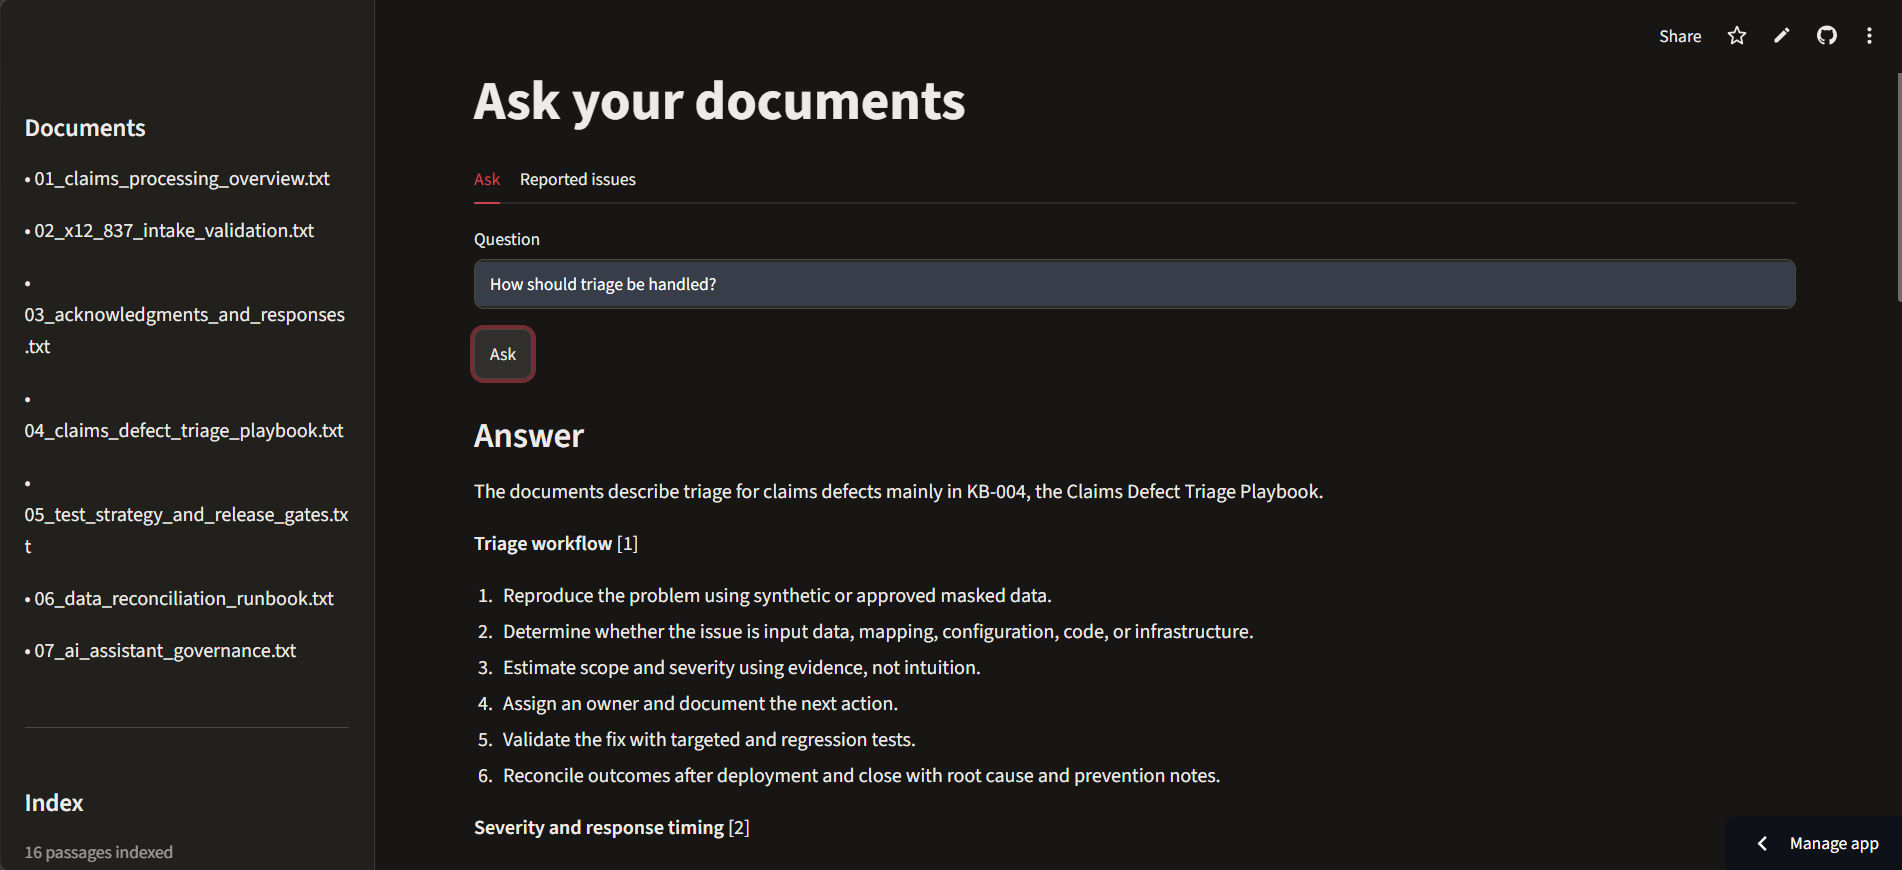 Share
Documents
• 01_claims_processing_overview.txt
• 02_x12_837_intake_validation.txt
•
03_acknowledgments_and_responses
.txt
•
04_claims_defect_triage_playbook.txt
•
05_test_strategy_and_release_gates.tx
t
• 06_data_reconciliation_runbook.txt
• 07_ai_assistant_governance.txt
Index
16 passages indexed
Ask your documents
Ask Reported issues
Question
How should triage be handled?
Ask
Answer
The documents describe triage for claims defects mainly in KB-004, the Claims Defect Triage Playbook.
Triage workflow [1]
1. Reproduce the problem using synthetic or approved masked data.
2. Determine whether the issue is input data, mapping, configuration, code, or infrastructure.
3. Estimate scope and severity using evidence, not intuition.
4. Assign an owner and document the next action.
5. Validate the fix with targeted and regression tests.
6. Reconcile outcomes after deployment and close with root cause and prevention notes.
Severity and response timing [2]
Manage app